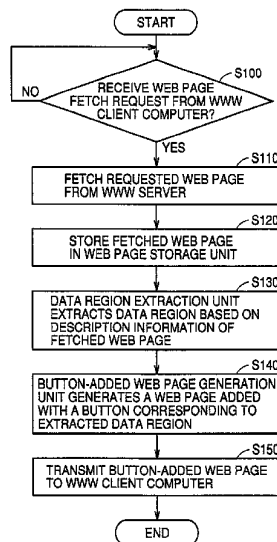 START
S100
RECEIVE WEB PAGE
FETCH REQUEST FROM WWW
CLIENT COMPUTER?
NO
YES
S110
FETCH REQUESTED WEB PAGE
FROM WWW SERVER
S120
STORE FETCHED WEB PAGE
IN WEB PAGE STORAGE UNIT
S130
DATA REGION EXTRACTION UNIT
EXTRACTS DATA REGION BASED ON
DESCRIPTION INFORMATION OF
FETCHED WEB PAGE
S140
BUTTON-ADDED WEB PAGE GENERATION
UNIT GENERATES A WEB PAGE ADDED
WITH A BUTTON CORRESPONDING TO
EXTRACTED DATA REGION
S150
TRANSMIT BUTTON-ADDED WEB PAGE
TO WWW CLIENT COMPUTER
END